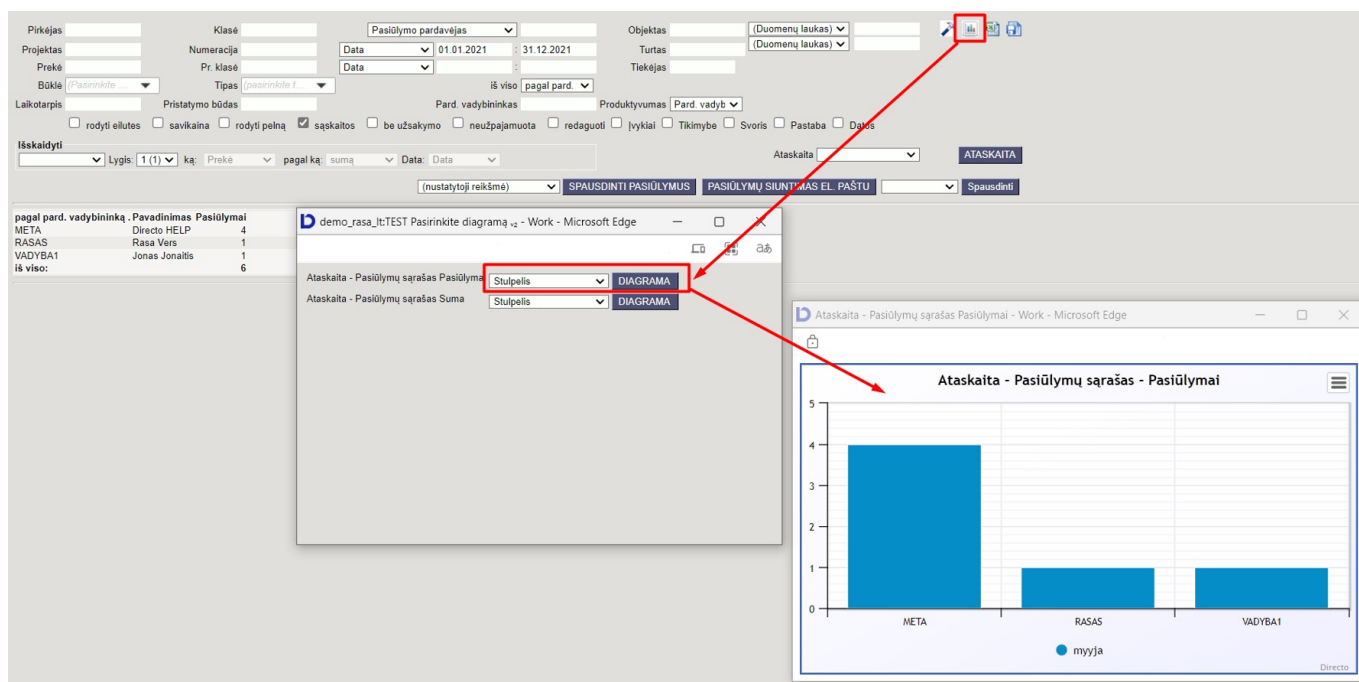 Pirkėjas Klasė Pasiūlymo pardavėjas Objektas (Duomenų laukas)
Projektas Numeracija Data 01.01.2021 : 31.12.2021 Turtas (Duomenų laukas)
Prekė Pr. klasė Data : Tiekėjas
Būklė (Pasirinkite ... Tipas (pasirinkite t... iš viso pagal pard.
Laikotarpis Pristatymo būdas Pard. vadybininkas Produktyvumas Pard. vadyb
rodyti eilutes savikaina rodyti pelną sąskaitos be užsakymo neužpajamuota redaguoti Įvykiai Tikimybe Svoris Pastaba Datos
Išskaidyti
Lygis: 1 (1) ką: Prekė pagal ką: sumą Data: Data Ataskaita ATASKAITA
(nustatytoji reikšmė) SPAUSDINTI PASIŪLYMUS PASIŪLYMŲ SIUNTIMAS EL. PAŠTU Spausdinti
pagal pard. vadybininką . Pavadinimas Pasiūlymai
META Directo HELP 4
RASAS Rasa Vers 1
VADYBA1 Jonas Jonaitis 1
iš viso: 6
demo_rasa_lt:TEST Pasirinkite diagramą v2 - Work - Microsoft Edge
Ataskaita - Pasiūlymų sąrašas Pasiūlyma Stulpelis DIAGRAMA
Ataskaita - Pasiūlymų sąrašas Suma Stulpelis DIAGRAMA
Ataskaita - Pasiūlymų sąrašas Pasiūlymai - Work - Microsoft Edge
Ataskaita - Pasiūlymų sąrašas - Pasiūlymai
5
4
3
2
1
0
META RASAS VADYBA1
myyja
Directo